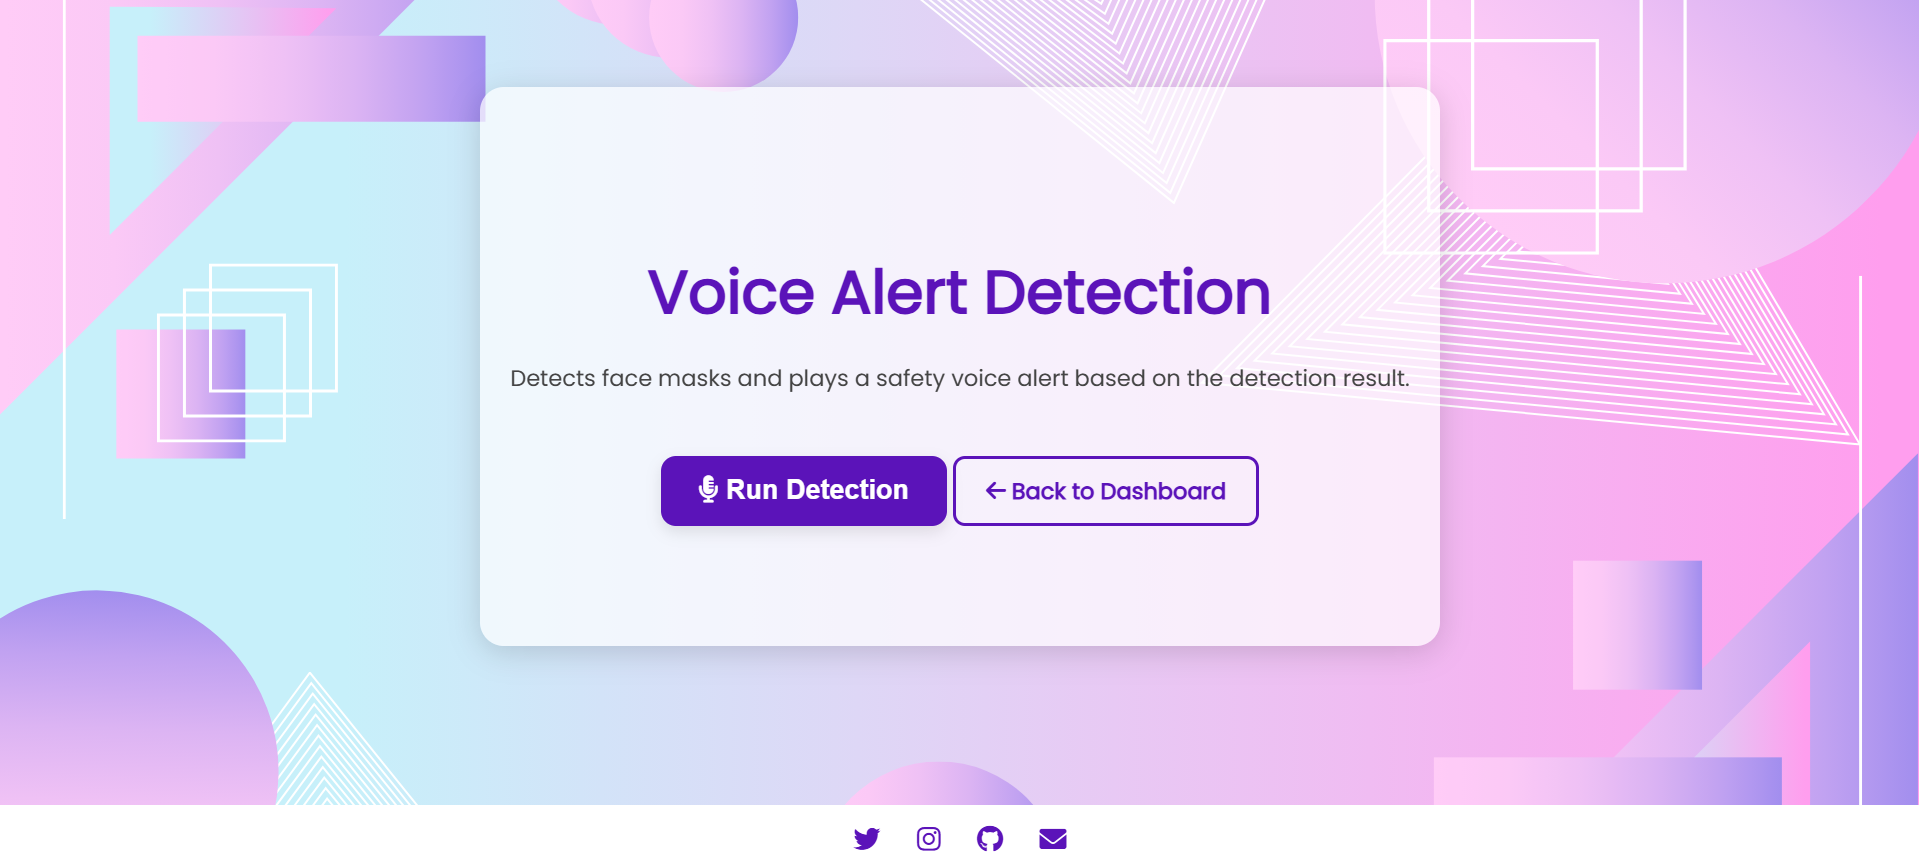 Voice Alert Detection
Detects face masks and plays a safety voice alert based on the detection result.
Run Detection
Back to Dashboard